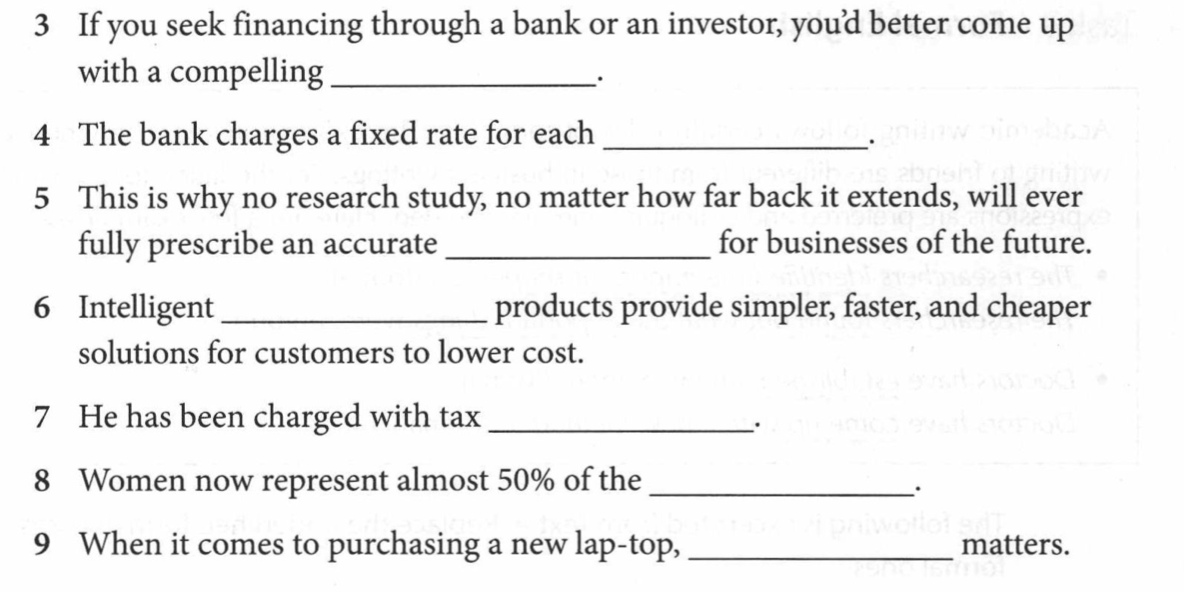 3 If you seek financing through a bank or an investor, you'd better come up
with a compelling ________________.
4 The bank charges a fixed rate for each ________________.
5 This is why no research study, no matter how far back it extends, will ever
fully prescribe an accurate ________________ for businesses of the future.
6 Intelligent ________________ products provide simpler, faster, and cheaper
solutions for customers to lower cost.
7 He has been charged with tax ________________.
8 Women now represent almost 50% of the ________________.
9 When it comes to purchasing a new lap-top, ________________ matters.